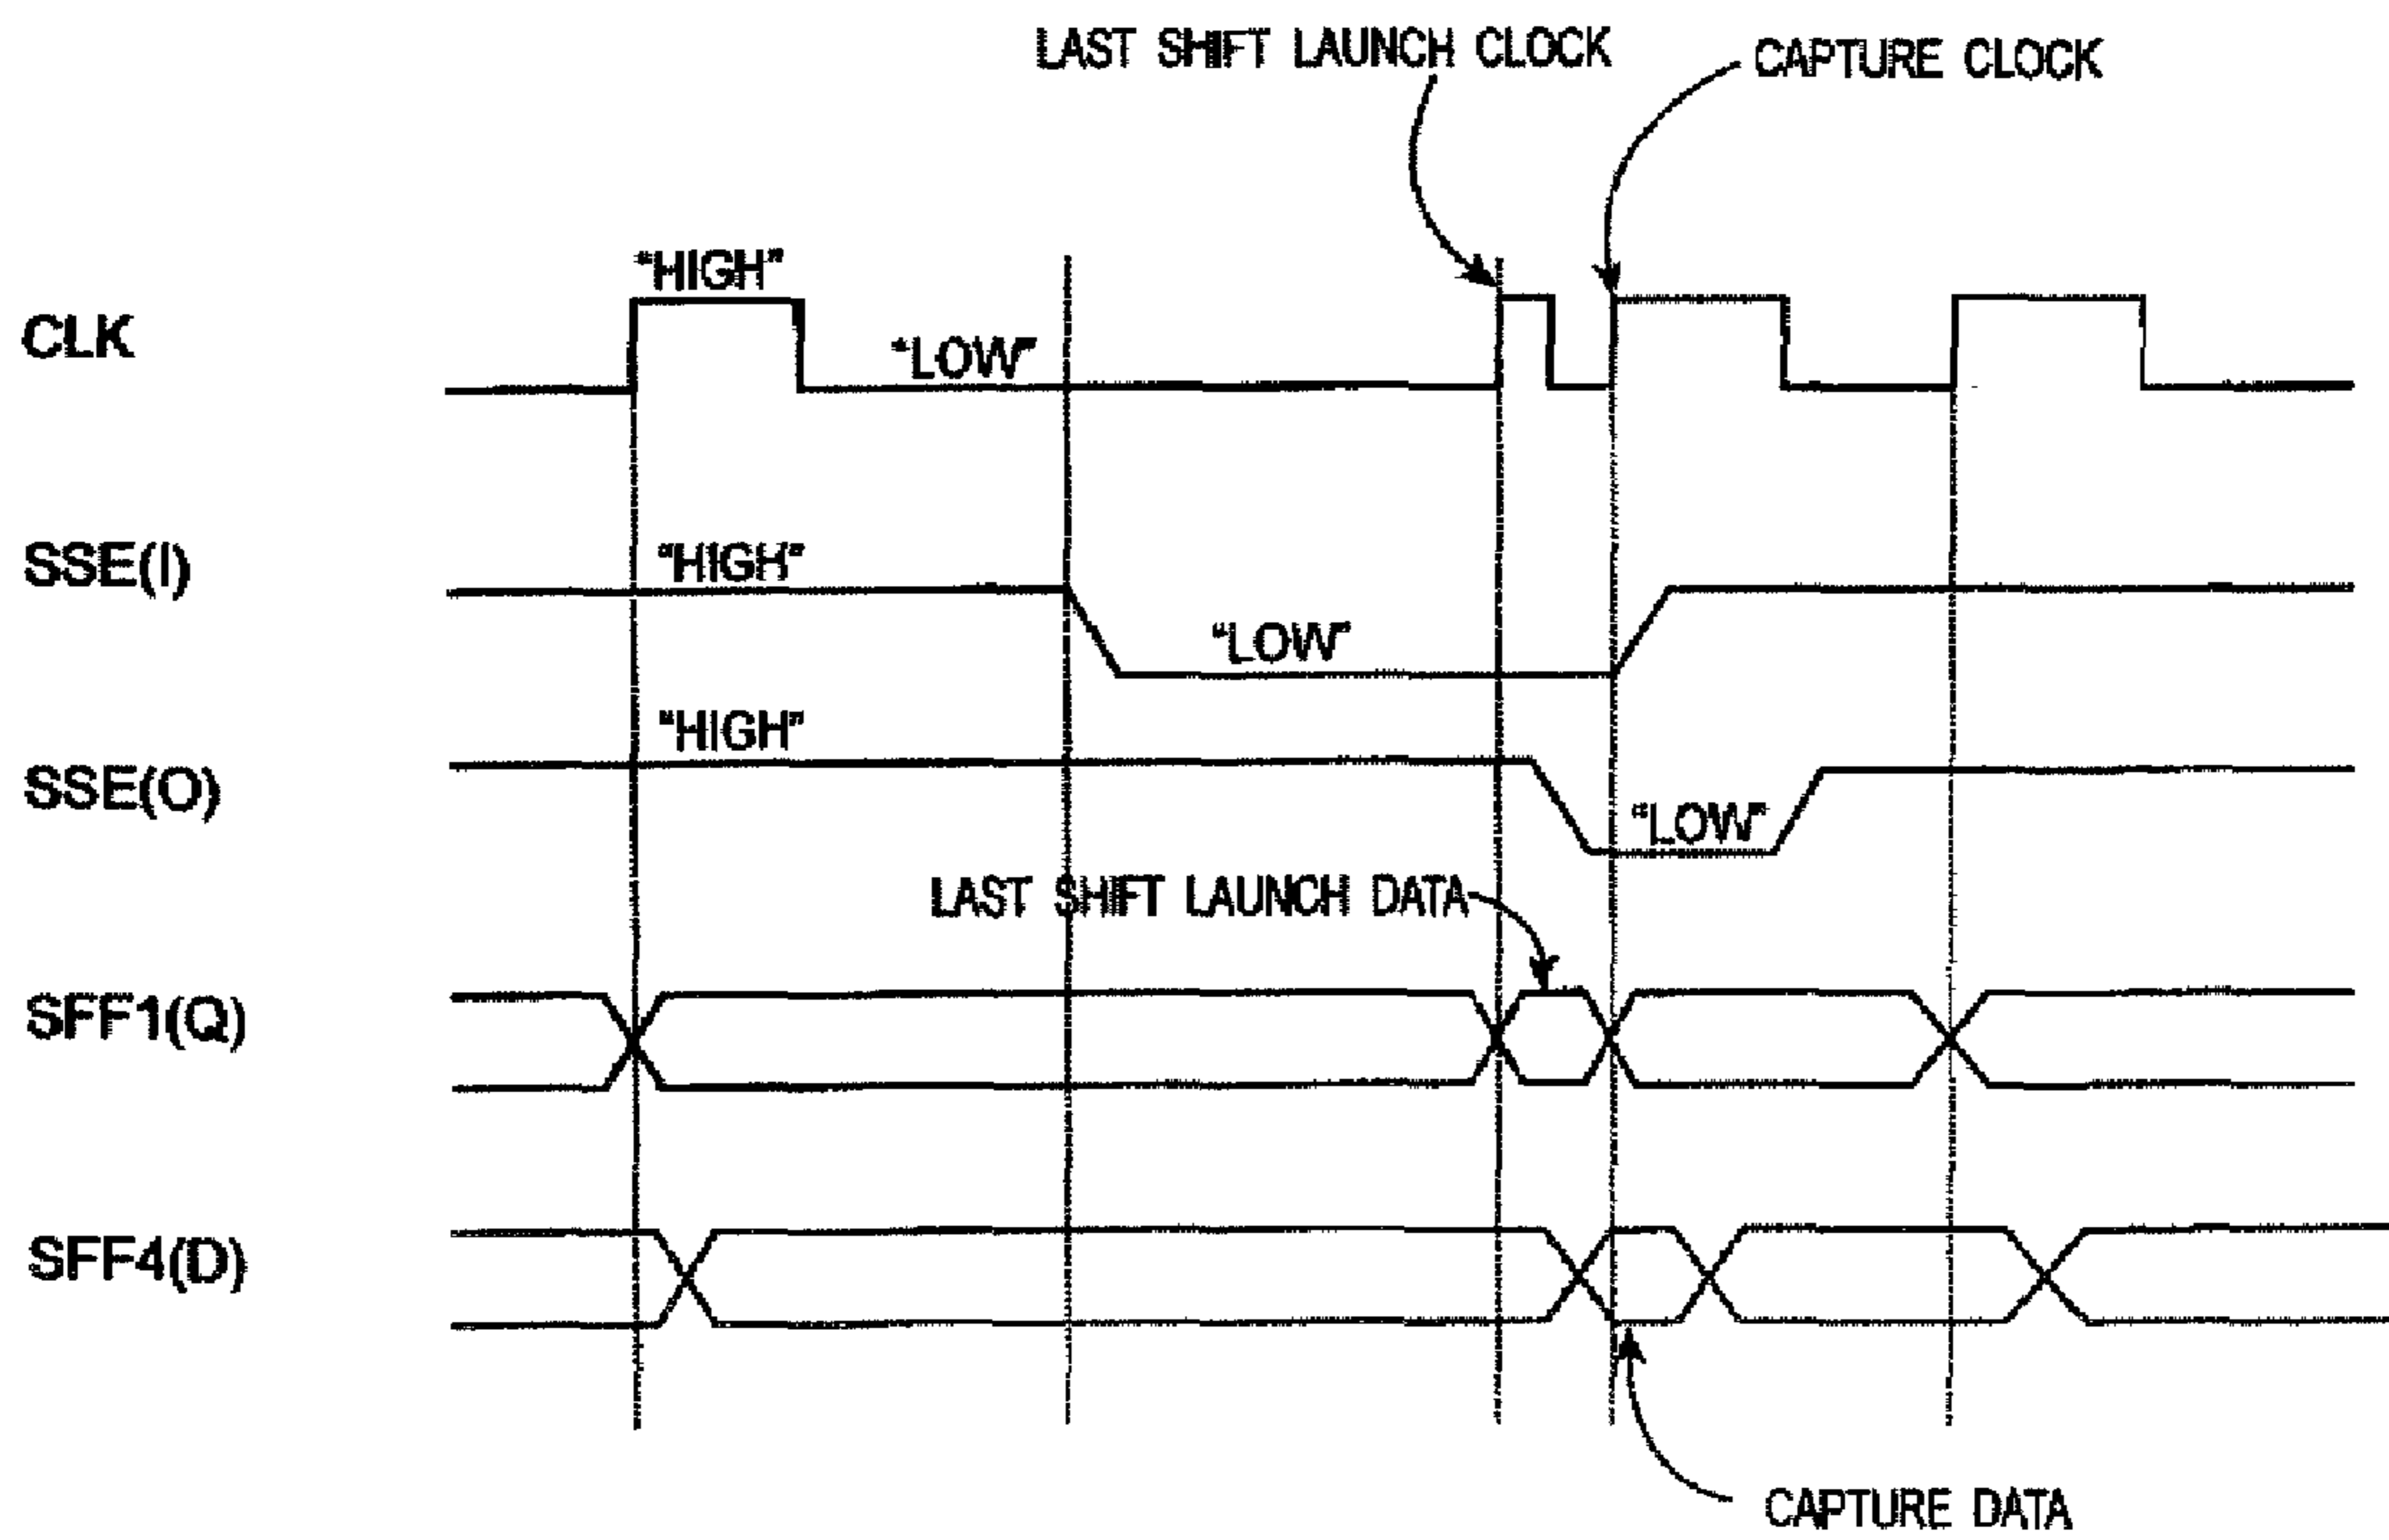 LAST SHIFT LAUNCH CLOCK
CAPTURE CLOCK
"HIGH"
CLK
"LOW"
SSE(I)
"HIGH"
"LOW"
"HIGH"
SSE(O)
"LOW"
LAST SHIFT LAUNCH DATA
SFF1(Q)
SFF4(D)
CAPTURE DATA